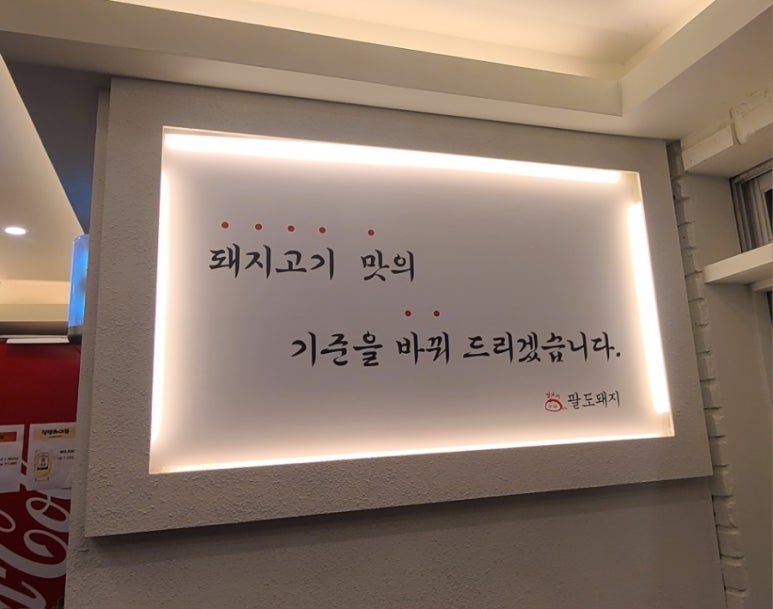 돼지고기 맛의
기준을 바꿔 드리겠습니다.
팔도돼지